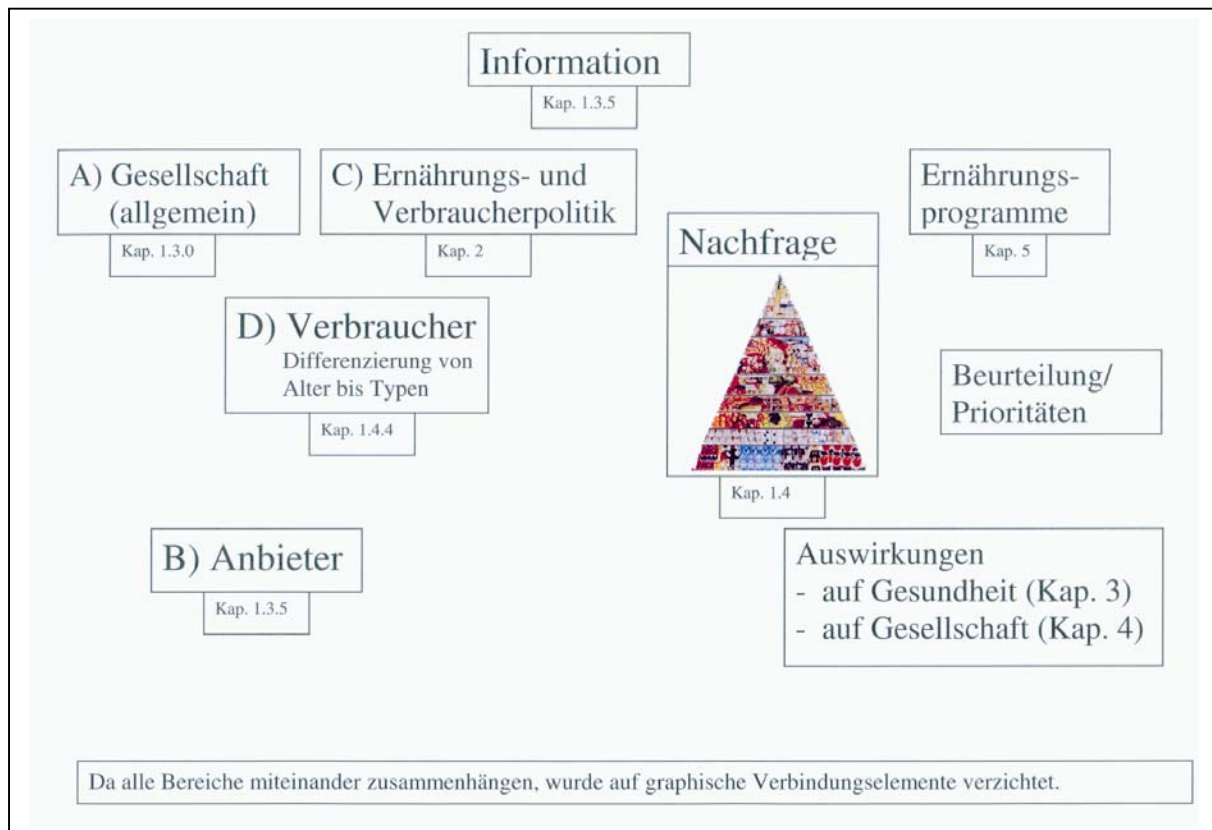 Information
Kap. 1.3.5
A) Gesellschaft
(allgemein)
Kap. 1.3.0
C) Ernährungs- und
Verbraucherpolitik
Kap. 2
Ernährungs-
programme
Kap. 5
Nachfrage
Kap. 1.4
D) Verbraucher
Differenzierung von
Alter bis Typen
Kap. 1.4.4
Beurteilung/
Prioritäten
B) Anbieter
Kap. 1.3.5
Auswirkungen
- auf Gesundheit (Kap. 3)
- auf Gesellschaft (Kap. 4)
Da alle Bereiche miteinander zusammenhängen, wurde auf graphische Verbindungselemente verzichtet.